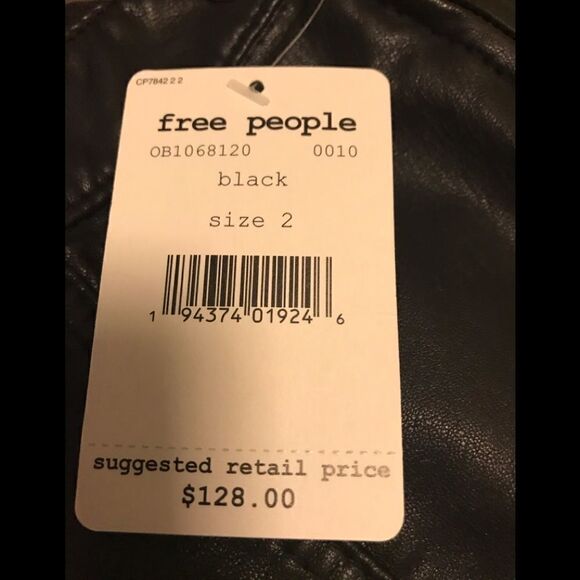 CP7842 2 2
free people
OB1068120 0010
black
size 2
1 94374 01924 6
suggested retail price
$128.00